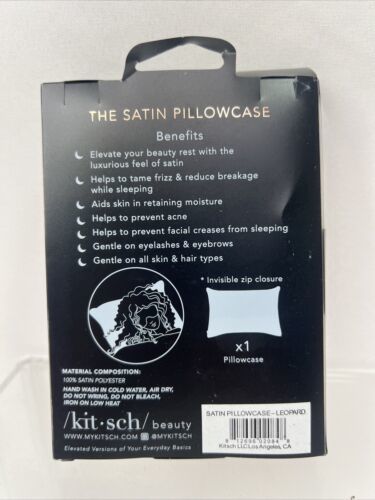 THE SATIN PILLOWCASE
Benefits
Elevate your beauty rest with the
luxurious feel of satin
Helps to tame frizz & reduce breakage
while sleeping
Aids skin in retaining moisture
Helps to prevent acne
Helps to prevent facial creases from sleeping
Gentle on eyelashes & eyebrows
Gentle on all skin & hair types
* Invisible zip closure
x1
Pillowcase
MATERIAL COMPOSITION:
100% SATIN POLYESTER
HAND WASH IN COLD WATER, AIR DRY,
DO NOT WRING, DO NOT BLEACH,
IRON ON LOW HEAT
/kit·sch/ beauty
WWW.MYKITSCH.COM @MYKITSCH
Elevated Versions of Your Everyday Basics
SATIN PILLOWCASE - LEOPARD
8 12696 02084 8
Kitsch LLC Los Angeles, CA